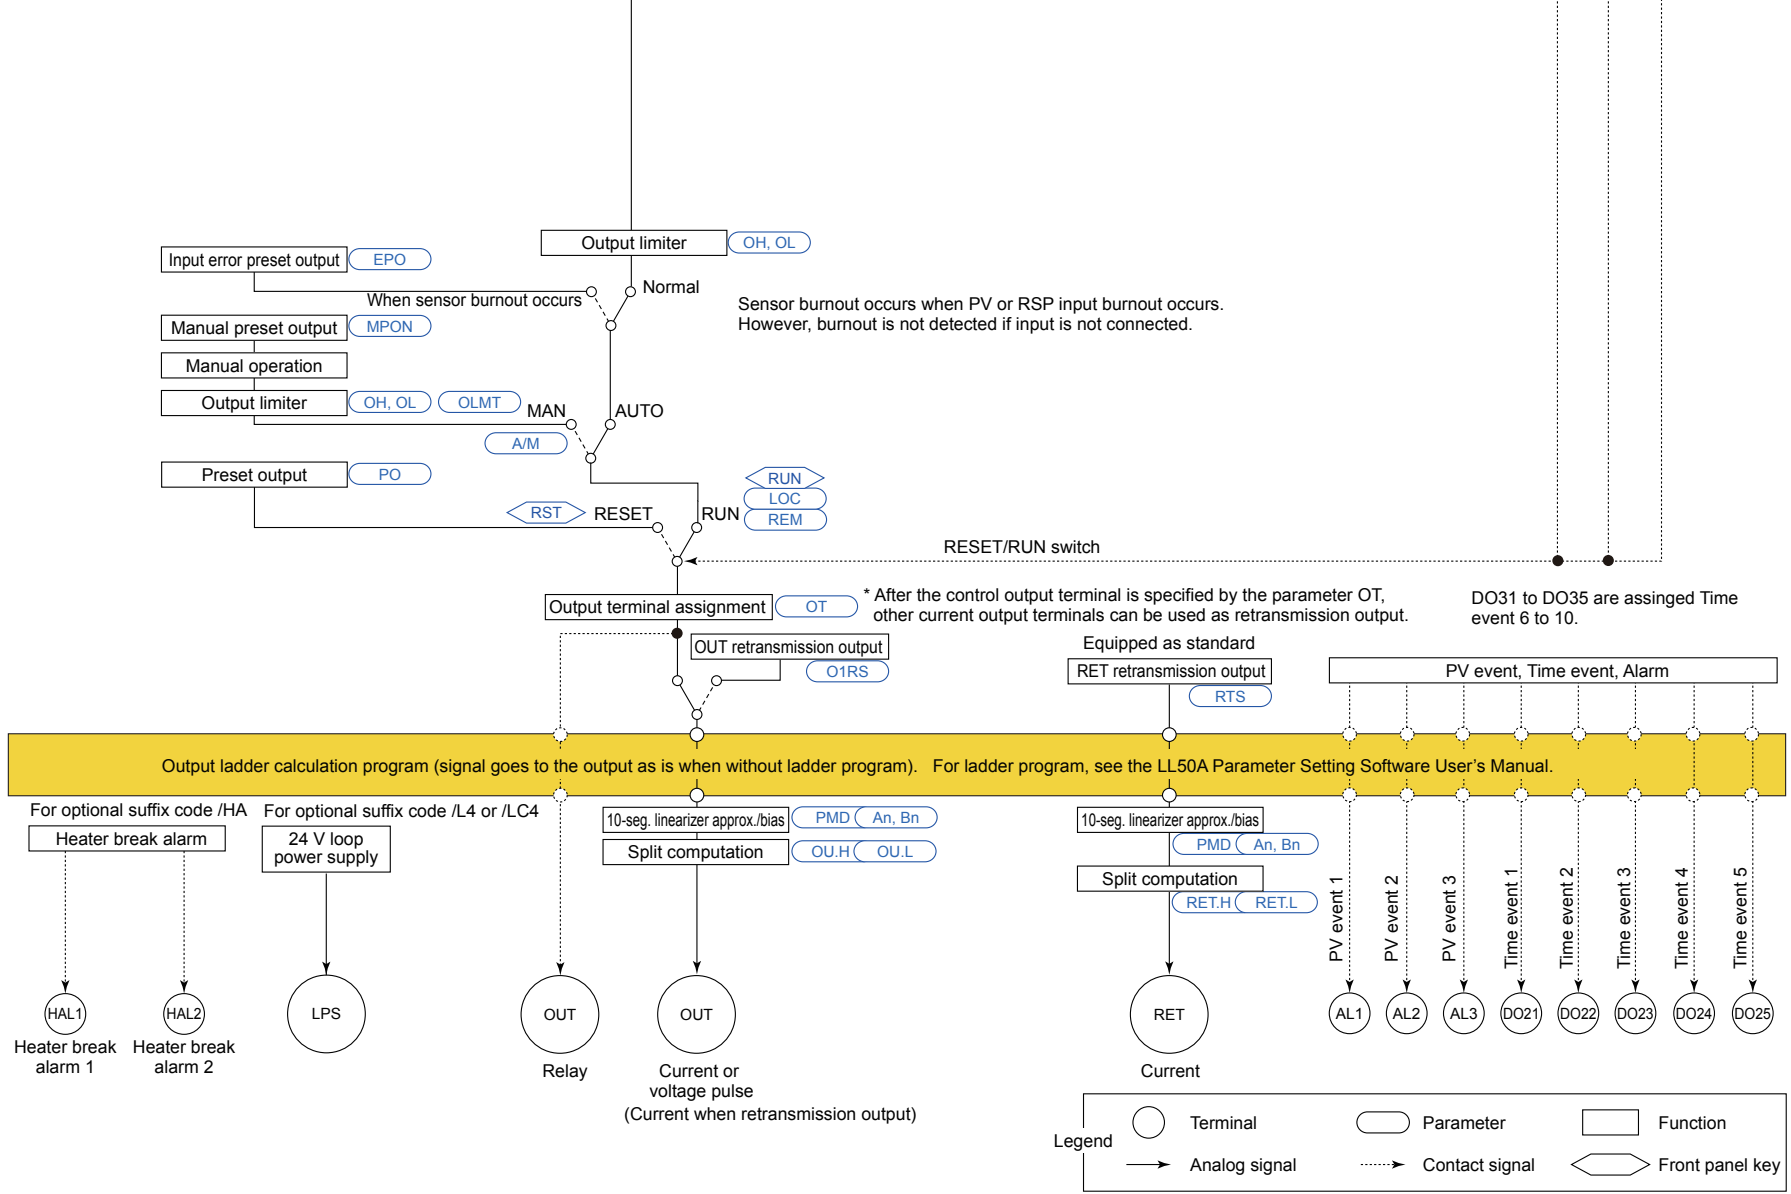 Output limiter
OH, OL
Input error preset output
EPO
When sensor burnout occurs
Normal
Sensor burnout occurs when PV or RSP input burnout occurs.
However, burnout is not detected if input is not connected.
Manual preset output
MPON
Manual operation
Output limiter
OH, OL
OLMT
MAN
AUTO
A/M
Preset output
PO
RUN
LOC
REM
RST
RESET
RUN
RESET/RUN switch
Output terminal assignment
OT
* After the control output terminal is specified by the parameter OT,
other current output terminals can be used as retransmission output.
DO31 to DO35 are assinged Time
event 6 to 10.
OUT retransmission output
O1RS
Equipped as standard
RET retransmission output
RTS
PV event, Time event, Alarm
Output ladder calculation program (signal goes to the output as is when without ladder program). For ladder program, see the LL50A Parameter Setting Software User's Manual.
For optional suffix code /HA
Heater break alarm
For optional suffix code /L4 or /LC4
24 V loop
power supply
10-seg. linearizer approx./bias
PMD
An, Bn
Split computation
OU.H
OU.L
10-seg. linearizer approx./bias
PMD
An, Bn
Split computation
RET.H
RET.L
PV event 1
PV event 2
PV event 3
Time event 1
Time event 2
Time event 3
Time event 4
Time event 5
HAL1
HAL2
LPS
OUT
OUT
RET
AL1
AL2
AL3
DO21
DO22
DO23
DO24
DO25
Heater break
alarm 1
Heater break
alarm 2
Relay
Current or
voltage pulse
(Current when retransmission output)
Current
Legend
Terminal
Parameter
Function
Analog signal
Contact signal
Front panel key